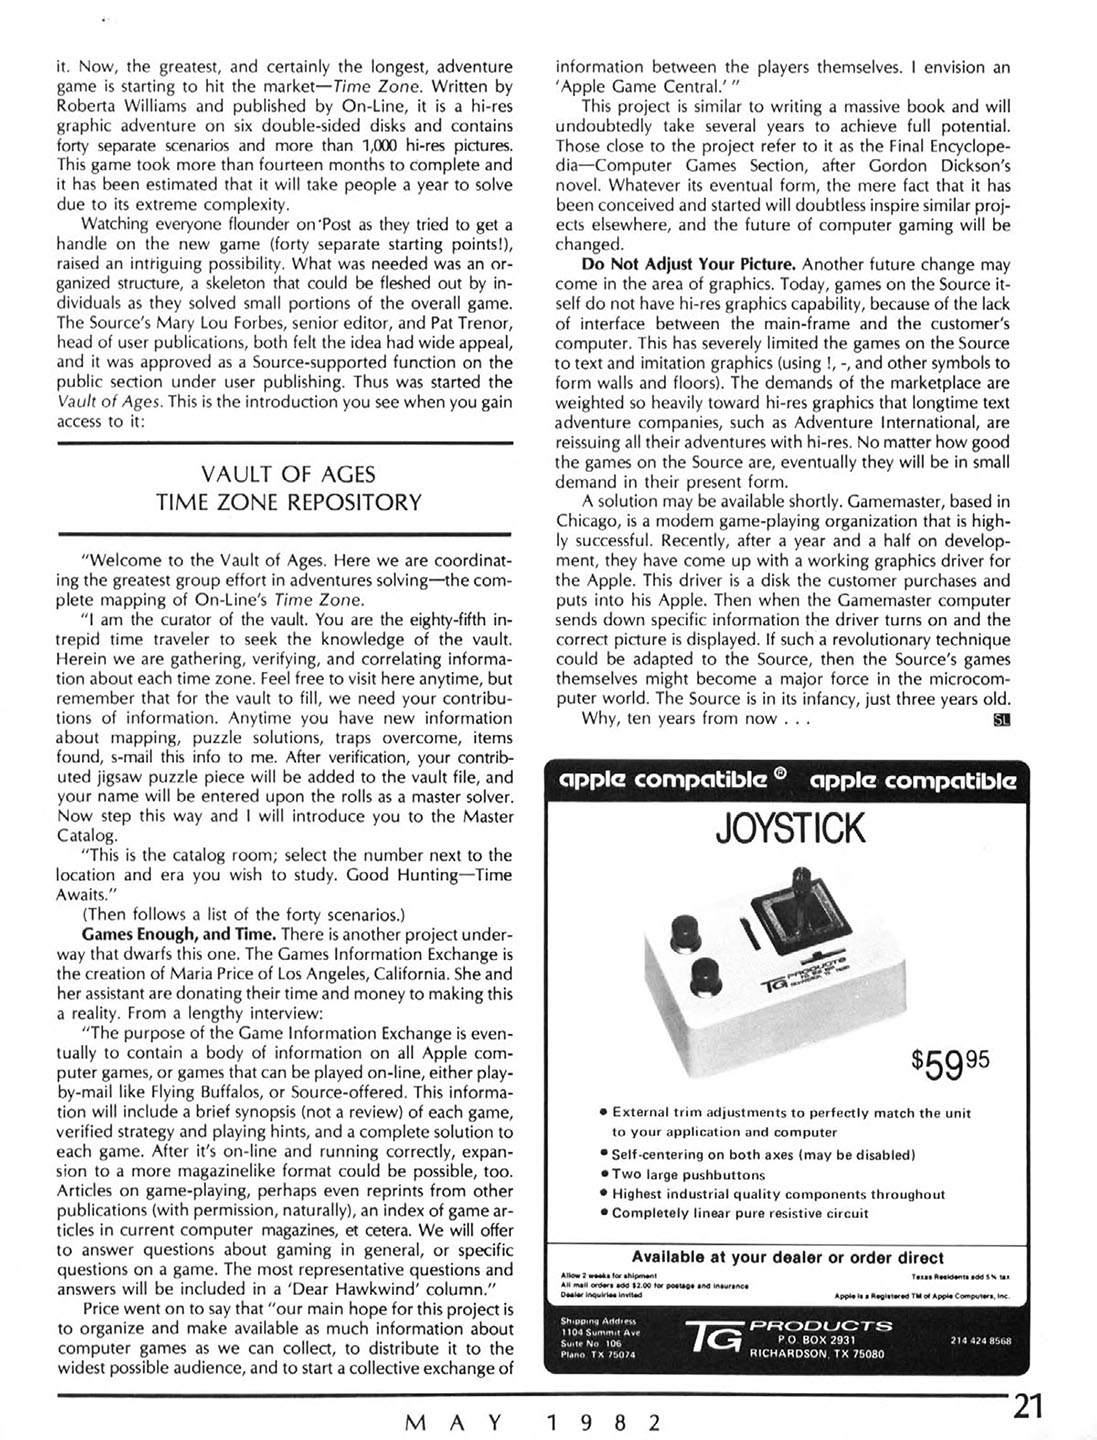 it. Now, the greatest, and certainly the longest, adventure
game is starting to hit the market—Time Zone. Written by
Roberta Williams and published by On-Line, it is a hi-res
graphic adventure on six double-sided disks and contains
forty separate scenarios and more than 1,000 hi-res pictures.
This game took more than fourteen months to complete and
it has been estimated that it will take people a year to solve
due to its extreme complexity.
Watching everyone flounder on Post as they tried to get a
handle on the new game (forty separate starting points!),
raised an intriguing possibility. What was needed was an or-
ganized structure, a skeleton that could be fleshed out by in-
dividuals as they solved small portions of the overall game.
The Source's Mary Lou Forbes, senior editor, and Pat Trenor,
head of user publications, both felt the idea had wide appeal,
and it was approved as a Source-supported function on the
public section under user publishing. Thus was started the
Vault of Ages. This is the introduction you see when you gain
access to it:
VAULT OF AGES
TIME ZONE REPOSITORY
"Welcome to the Vault of Ages. Here we are coordinat-
ing the greatest group effort in adventures solving—the com-
plete mapping of On-Line's Time Zone.
"I am the curator of the vault. You are the eighty-fifth in-
trepid time traveler to seek the knowledge of the vault.
Herein we are gathering, verifying, and correlating informa-
tion about each time zone. Feel free to visit here anytime, but
remember that for the vault to fill, we need your contribu-
tions of information. Anytime you have new information
about mapping, puzzle solutions, traps overcome, items
found, s-mail this info to me. After verification, your contrib-
uted jigsaw puzzle piece will be added to the vault file, and
your name will be entered upon the rolls as a master solver.
Now step this way and I will introduce you to the Master
Catalog.
"This is the catalog room; select the number next to the
location and era you wish to study. Good Hunting—Time
Awaits."
(Then follows a list of the forty scenarios.)
Games Enough, and Time. There is another project under-
way that dwarfs this one. The Games Information Exchange is
the creation of Maria Price of Los Angeles, California. She and
her assistant are donating their time and money to making this
a reality. From a lengthy interview:
"The purpose of the Game Information Exchange is even-
tually to contain a body of information on all Apple com-
puter games, or games that can be played on-line, either play-
by-mail like Flying Buffalos, or Source-offered. This informa-
tion will include a brief synopsis (not a review) of each game,
verified strategy and playing hints, and a complete solution to
each game. After it's on-line and running correctly, expan-
sion to a more magazinelike format could be possible, too.
Articles on game-playing, perhaps even reprints from other
publications (with permission, naturally), an index of game ar-
ticles in current computer magazines, et cetera. We will offer
to answer questions about gaming in general, or specific
questions on a game. The most representative questions and
answers will be included in a 'Dear Hawkwind' column."
Price went on to say that "our main hope for this project is
to organize and make available as much information about
computer games as we can collect, to distribute it to the
widest possible audience, and to start a collective exchange of
information between the players themselves. I envision an
'Apple Game Central.' "
This project is similar to writing a massive book and will
undoubtedly take several years to achieve full potential.
Those close to the project refer to it as the Final Encyclope-
dia—Computer Games Section, after Gordon Dickson's
novel. Whatever its eventual form, the mere fact that it has
been conceived and started will doubtless inspire similar proj-
ects elsewhere, and the future of computer gaming will be
changed.
Do Not Adjust Your Picture. Another future change may
come in the area of graphics. Today, games on the Source it-
self do not have hi-res graphics capability, because of the lack
of interface between the main-frame and the customer's
computer. This has severely limited the games on the Source
to text and imitation graphics (using !, -, and other symbols to
form walls and floors). The demands of the marketplace are
weighted so heavily toward hi-res graphics that longtime text
adventure companies, such as Adventure International, are
reissuing all their adventures with hi-res. No matter how good
the games on the Source are, eventually they will be in small
demand in their present form.
A solution may be available shortly. Gamemaster, based in
Chicago, is a modem game-playing organization that is high-
ly successful. Recently, after a year and a half on develop-
ment, they have come up with a working graphics driver for
the Apple. This driver is a disk the customer purchases and
puts into his Apple. Then when the Gamemaster computer
sends down specific information the driver turns on and the
correct picture is displayed. If such a revolutionary technique
could be adapted to the Source, then the Source's games
themselves might become a major force in the microcom-
puter world. The Source is in its infancy, just three years old.
Why, ten years from now . . . SL
apple compatible ® apple compatible
JOYSTICK
TG PRODUCTS
$59 95
• External trim adjustments to perfectly match the unit
to your application and computer
• Self-centering on both axes (may be disabled)
• Two large pushbuttons
• Highest industrial quality components throughout
• Completely linear pure resistive circuit
Available at your dealer or order direct
Allow 2 weeks for shipment
All mail orders add $2.00 for postage and insurance
Dealer Inquiries Invited
Texas Residents add 5% tax
Apple is a Registered TM of Apple Computers, Inc.
Shipping Address
1104 Summit Ave
Suite No 106
Plano, TX 75074
TG PRODUCTS
P.O. BOX 2931
RICHARDSON, TX 75080
214 424 8568
MAY 1982
21